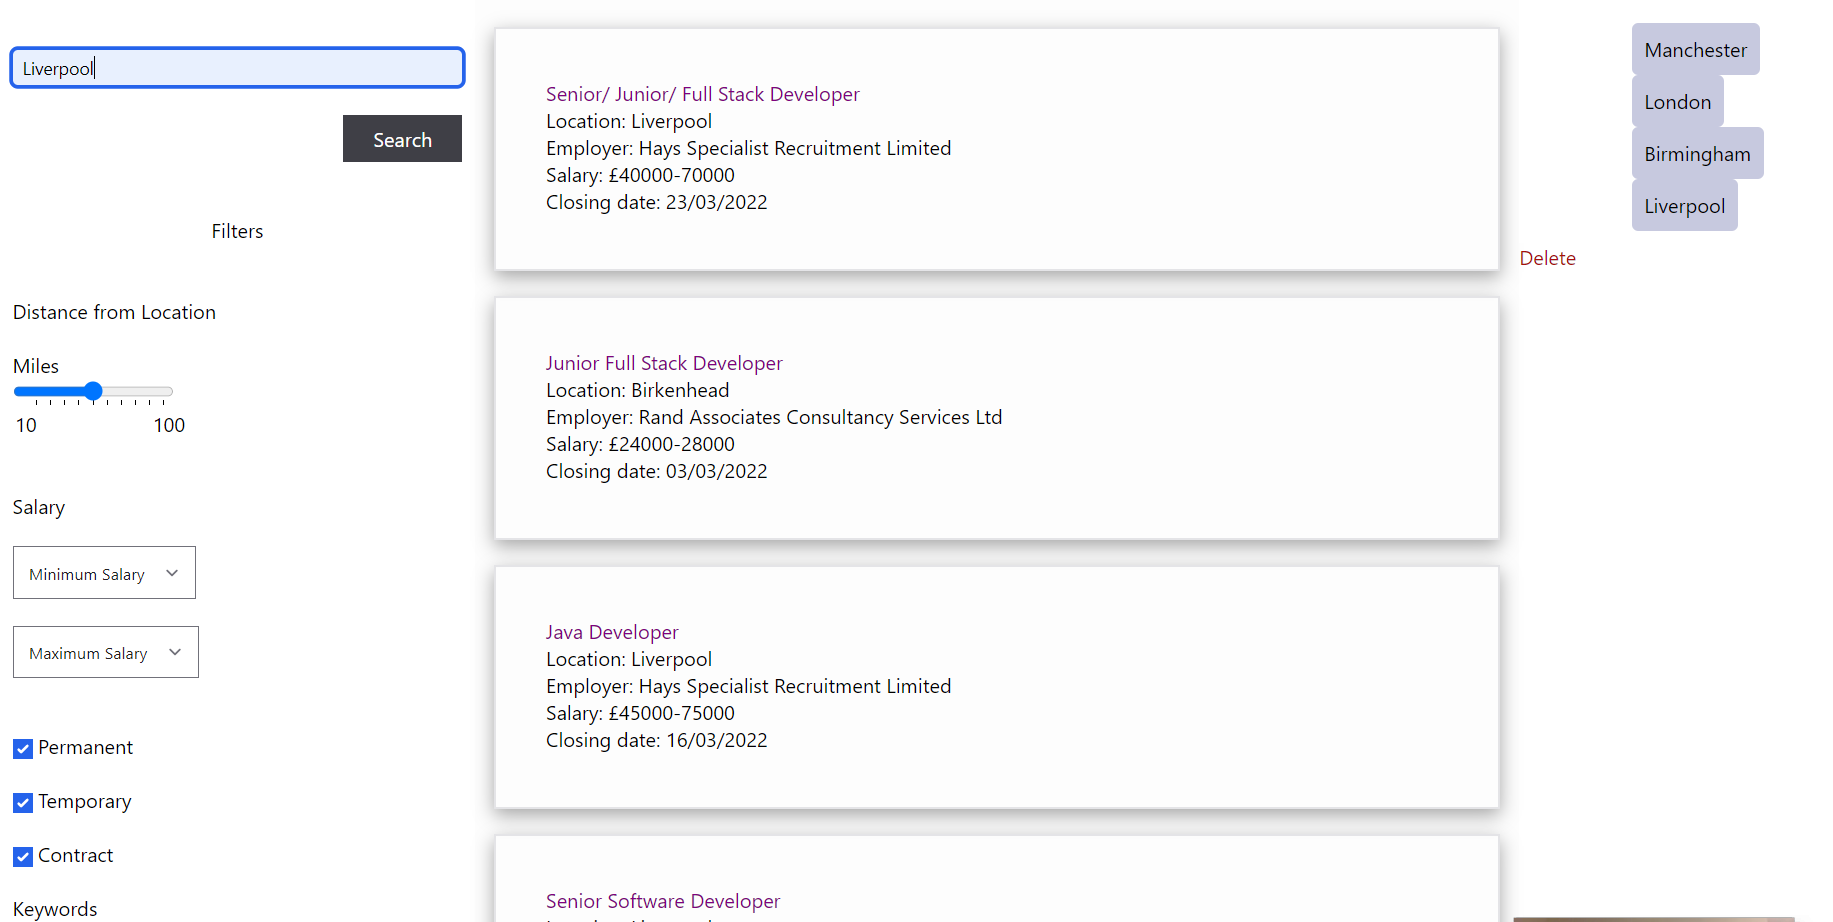 Liverpool
Search
Filters
Distance from Location
Miles
10 100
Salary
Minimum Salary
Maximum Salary
Permanent
Temporary
Contract
Keywords
Senior/ Junior/ Full Stack Developer
Location: Liverpool
Employer: Hays Specialist Recruitment Limited
Salary: £40000-70000
Closing date: 23/03/2022
Junior Full Stack Developer
Location: Birkenhead
Employer: Rand Associates Consultancy Services Ltd
Salary: £24000-28000
Closing date: 03/03/2022
Java Developer
Location: Liverpool
Employer: Hays Specialist Recruitment Limited
Salary: £45000-75000
Closing date: 16/03/2022
Senior Software Developer
Manchester
London
Birmingham
Liverpool
Delete